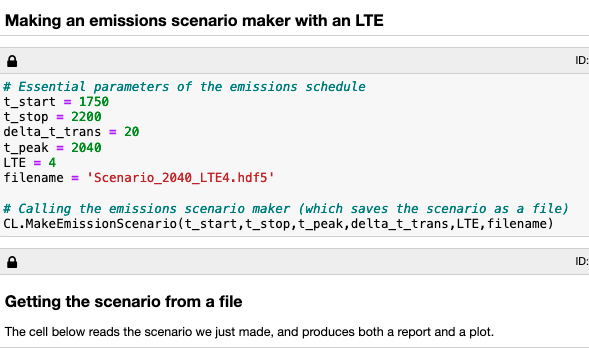 Making an emissions scenario maker with an LTE
ID:
# Essential parameters of the emissions schedule
t_start = 1750
t_stop = 2200
delta_t_trans = 20
t_peak = 2040
LTE = 4
filename = 'Scenario_2040_LTE4.hdf5'
# Calling the emissions scenario maker (which saves the scenario as a file)
CL.MakeEmissionScenario(t_start,t_stop,t_peak,delta_t_trans,LTE,filename)
ID:
Getting the scenario from a file
The cell below reads the scenario we just made, and produces both a report and a plot.